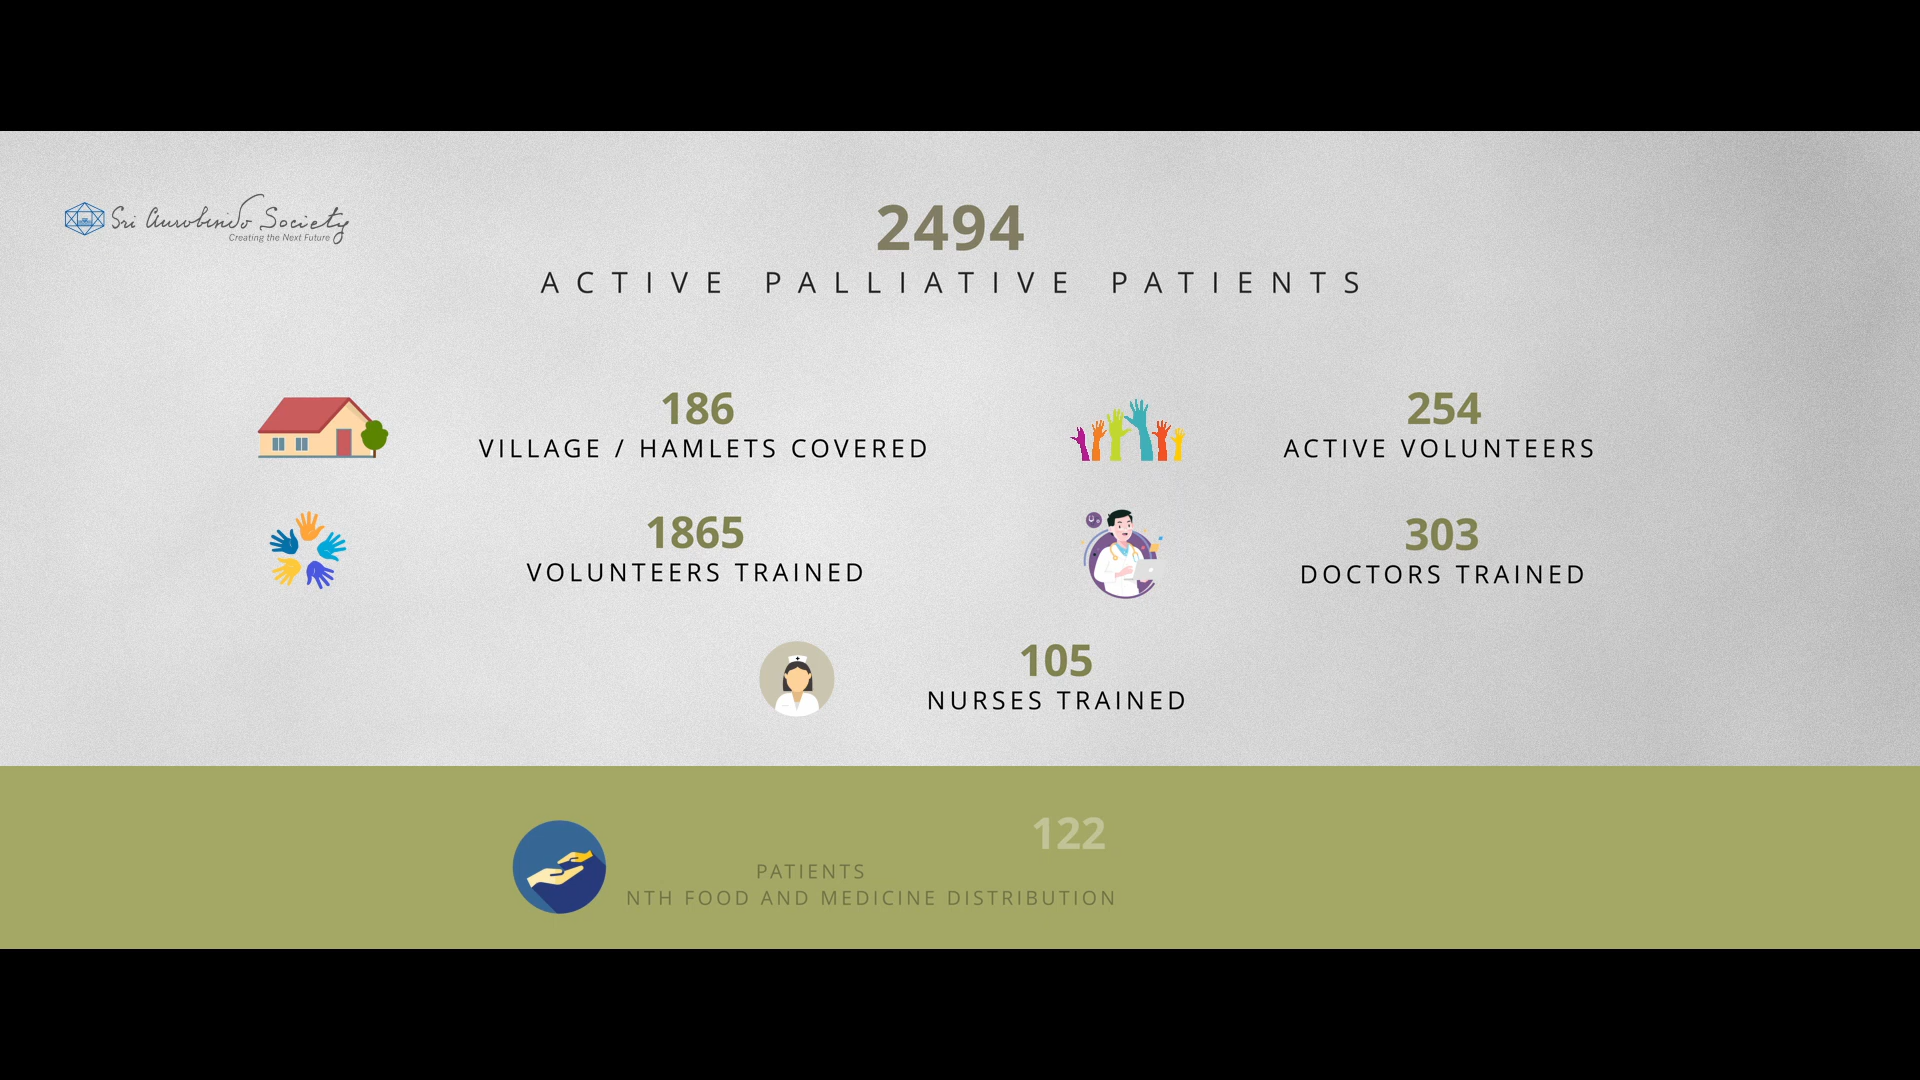 Sri Aurobindo Society
Creating the Next Future
2494
ACTIVE PALLIATIVE PATIENTS
186
VILLAGE / HAMLETS COVERED
254
ACTIVE VOLUNTEERS
1865
VOLUNTEERS TRAINED
303
DOCTORS TRAINED
105
NURSES TRAINED
122
PATIENTS
NTH FOOD AND MEDICINE DISTRIBUTION